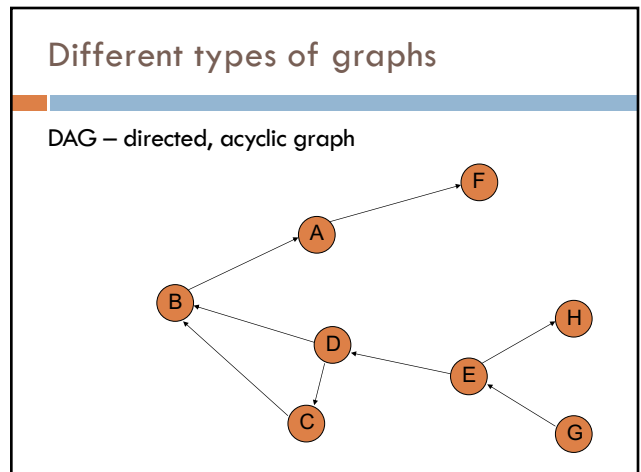 Different types of graphs
DAG – directed, acyclic graph
F
A
B
H
D
E
C
G